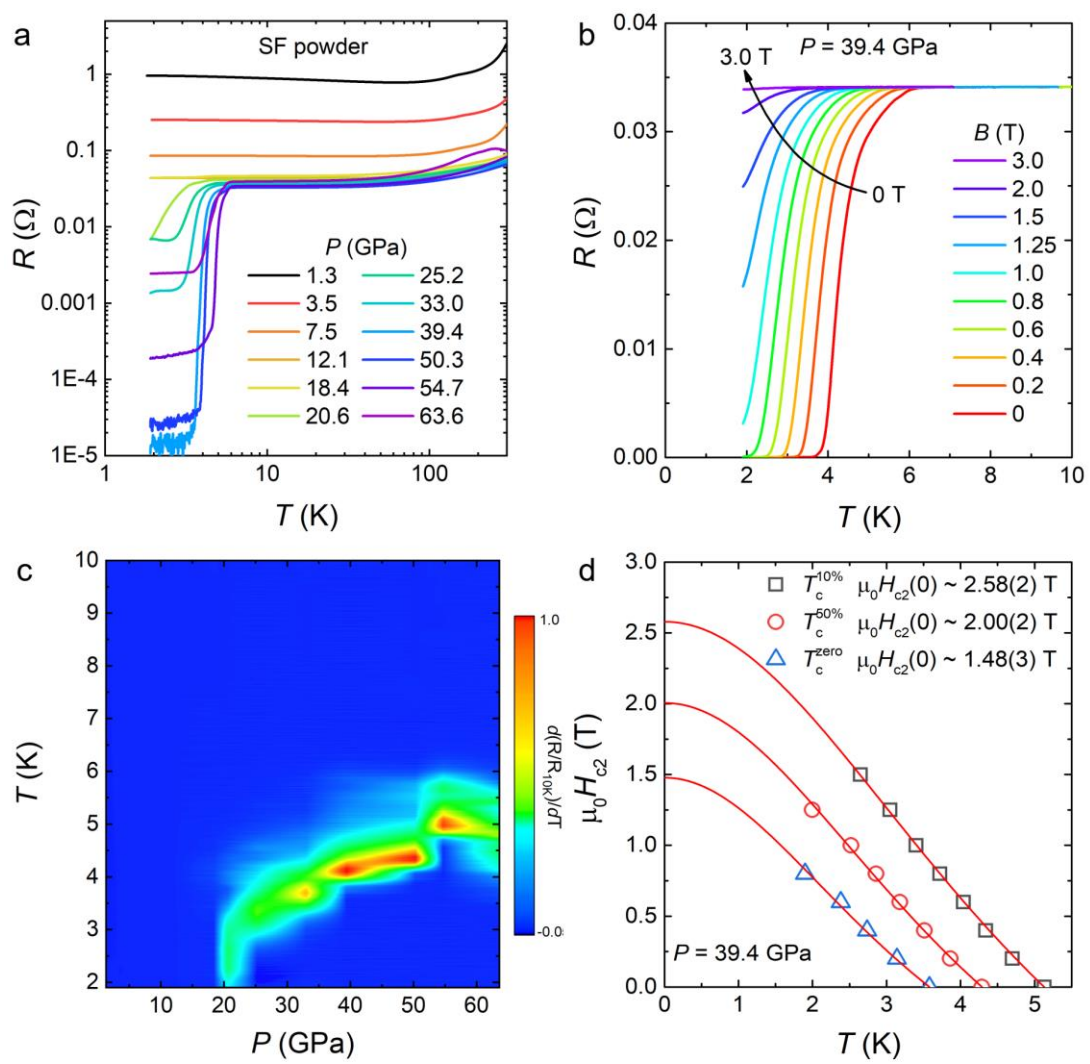 a
SF powder
R (Ω)
1
0.1
0.01
0.001
1E-4
1E-5
P (GPa)
1.3 25.2
3.5 33.0
7.5 39.4
12.1 50.3
18.4 54.7
20.6 63.6
1 10 100
T (K)
b
P = 39.4 GPa
3.0 T
0 T
R (Ω)
0.04
0.03
0.02
0.01
0.00
B (T)
3.0
2.0
1.5
1.25
1.0
0.8
0.6
0.4
0.2
0
0 2 4 6 8 10
T (K)
c
T (K)
10
9
8
7
6
5
4
3
2
10 20 30 40 50 60
P (GPa)
1.0
d(R/R10K)/dT
-0.0
d
μ0Hc2 (T)
3.0
2.5
2.0
1.5
1.0
0.5
0.0
Tc10% μ0Hc2(0) ~ 2.58(2) T
Tc50% μ0Hc2(0) ~ 2.00(2) T
Tczero μ0Hc2(0) ~ 1.48(3) T
P = 39.4 GPa
0 1 2 3 4 5
T (K)